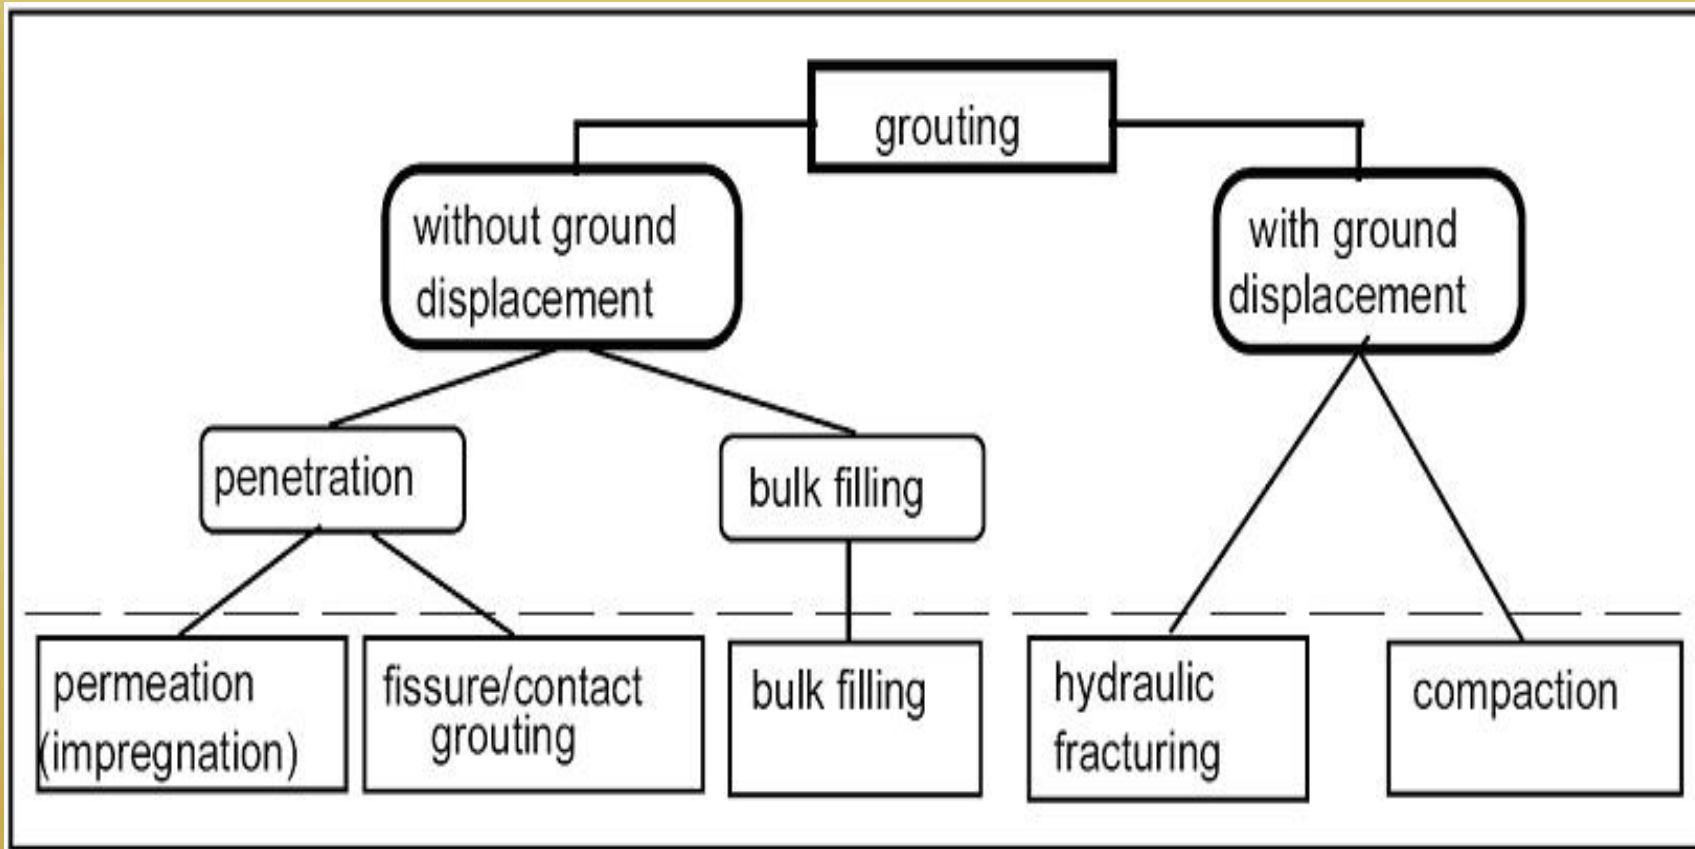 grouting
without ground
displacement
with ground
displacement
penetration
bulk filling
permeation
(impregnation)
fissure/contact
grouting
bulk filling
hydraulic
fracturing
compaction